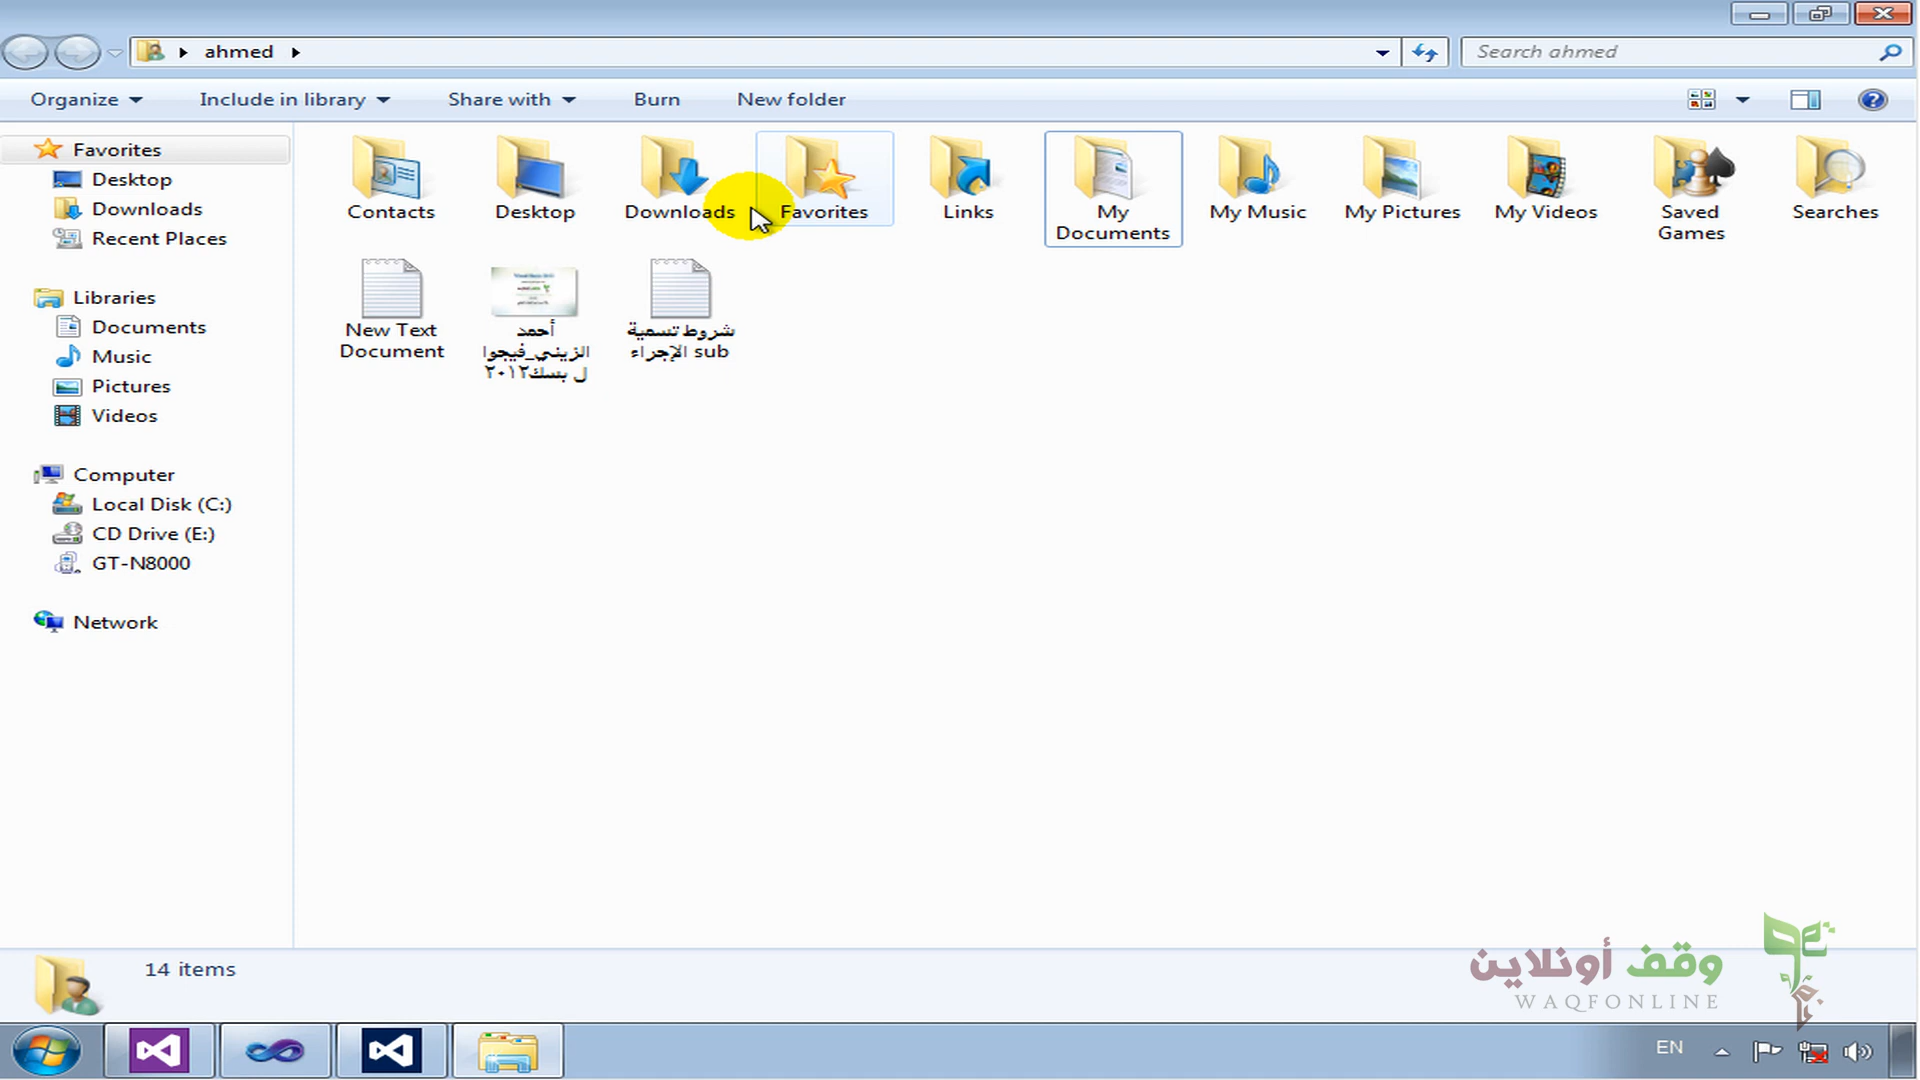 ahmed
Search ahmed
Organize
Include in library
Share with
Burn
New folder
Favorites
Desktop
Downloads
Recent Places
Libraries
Documents
Music
Pictures
Videos
Computer
Local Disk (C:)
CD Drive (E:)
GT-N8000
Network
Contacts
Desktop
Downloads
Favorites
Links
My
Documents
My Music
My Pictures
My Videos
Saved
Games
Searches
New Text
Document
أحمد
الزيني_فيجوا
ل بسك٢٠١٢
شروط تسمية
الإجراء sub
14 items
وقف أونلاين
WAQFONLINE
EN